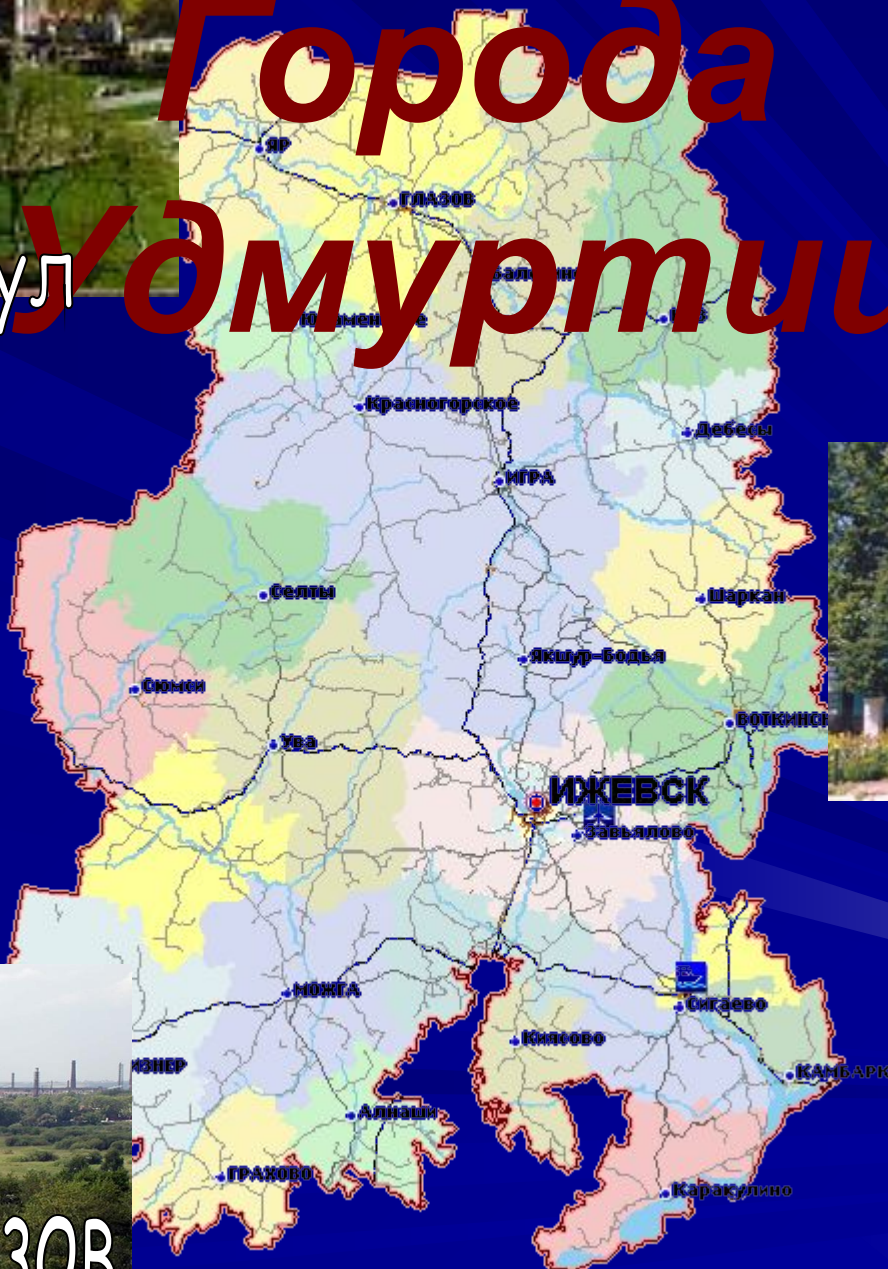 Города
Удмуртии
ул
ЯР
ГЛАЗОВ
Красногорское
Дебесы
ИГРА
Селты
Шаркан
Якшур-Бодья
Сюмси
ВОТКИНСК
Ува
ИЖЕВСК
Завьялово
МОЖГА
Сигаево
Киясово
ИЗНЕР
КАМБАРК
Алнаши
ГРАХОВО
Каракулино
зов